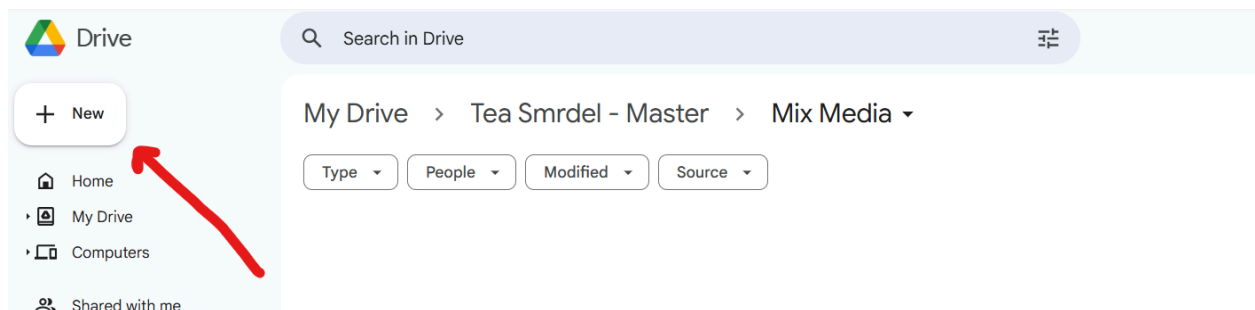 Drive
Search in Drive
New
My Drive > Tea Smrdel - Master > Mix Media
Type People Modified Source
Home
My Drive
Computers
Shared with me